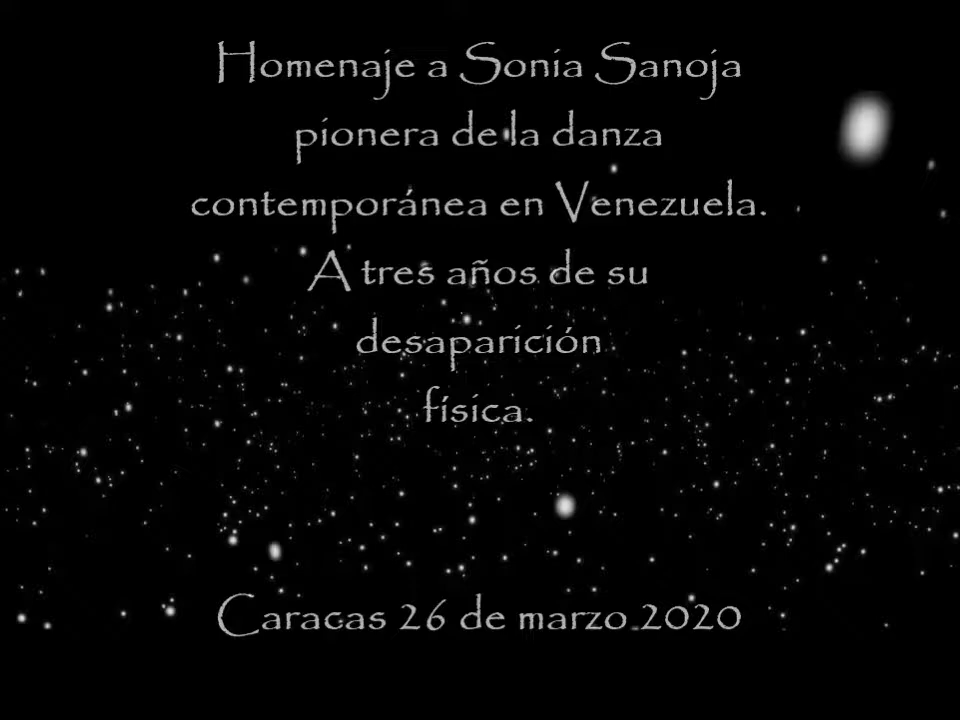 Homenaje a Sonia Sanoja
pionera de la danza
contemporánea en Venezuela.
A tres años de su
desaparición
física.
Caracas 26 de marzo 2020